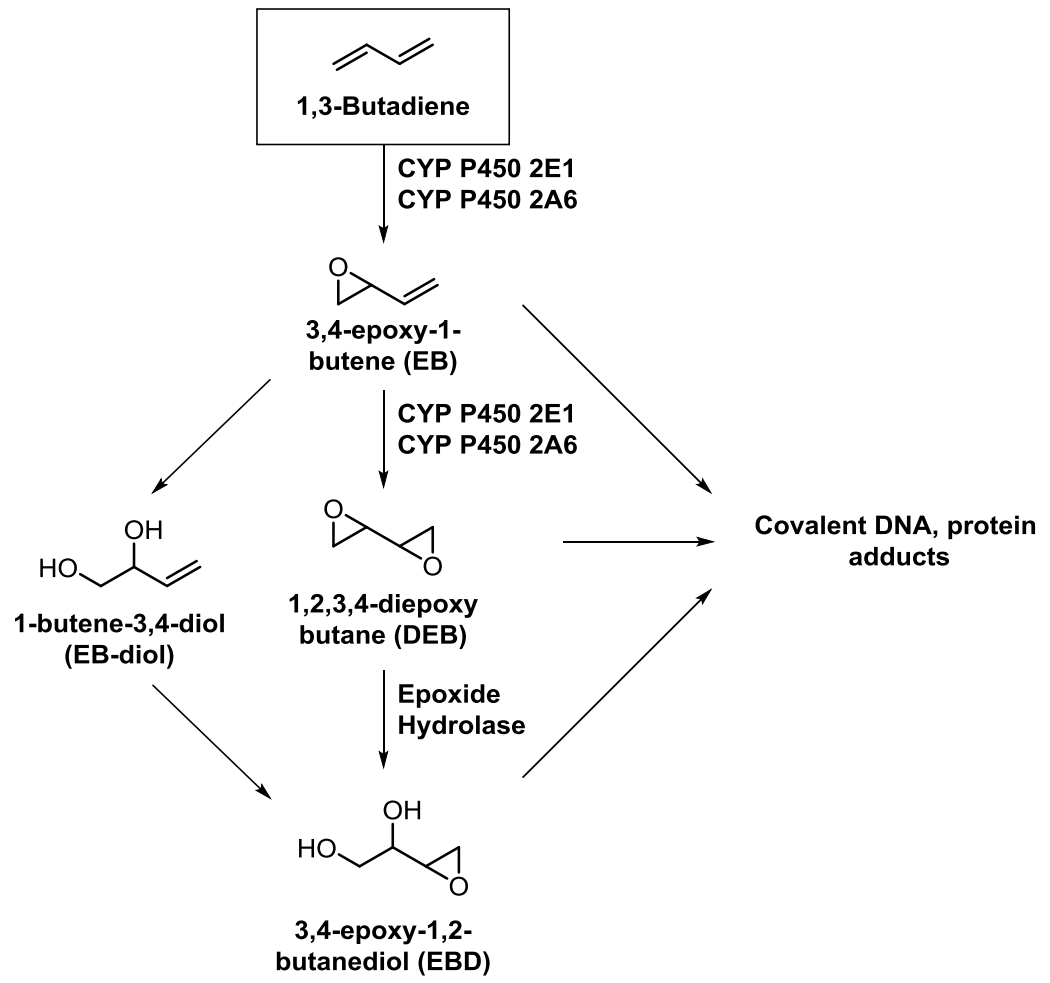 1,3-Butadiene
CYP P450 2E1
CYP P450 2A6
O
3,4-epoxy-1-
butene (EB)
CYP P450 2E1
CYP P450 2A6
OH
HO
1-butene-3,4-diol
(EB-diol)
O
O
1,2,3,4-diepoxy
butane (DEB)
Covalent DNA, protein
adducts
Epoxide
Hydrolase
OH
HO
O
3,4-epoxy-1,2-
butanediol (EBD)